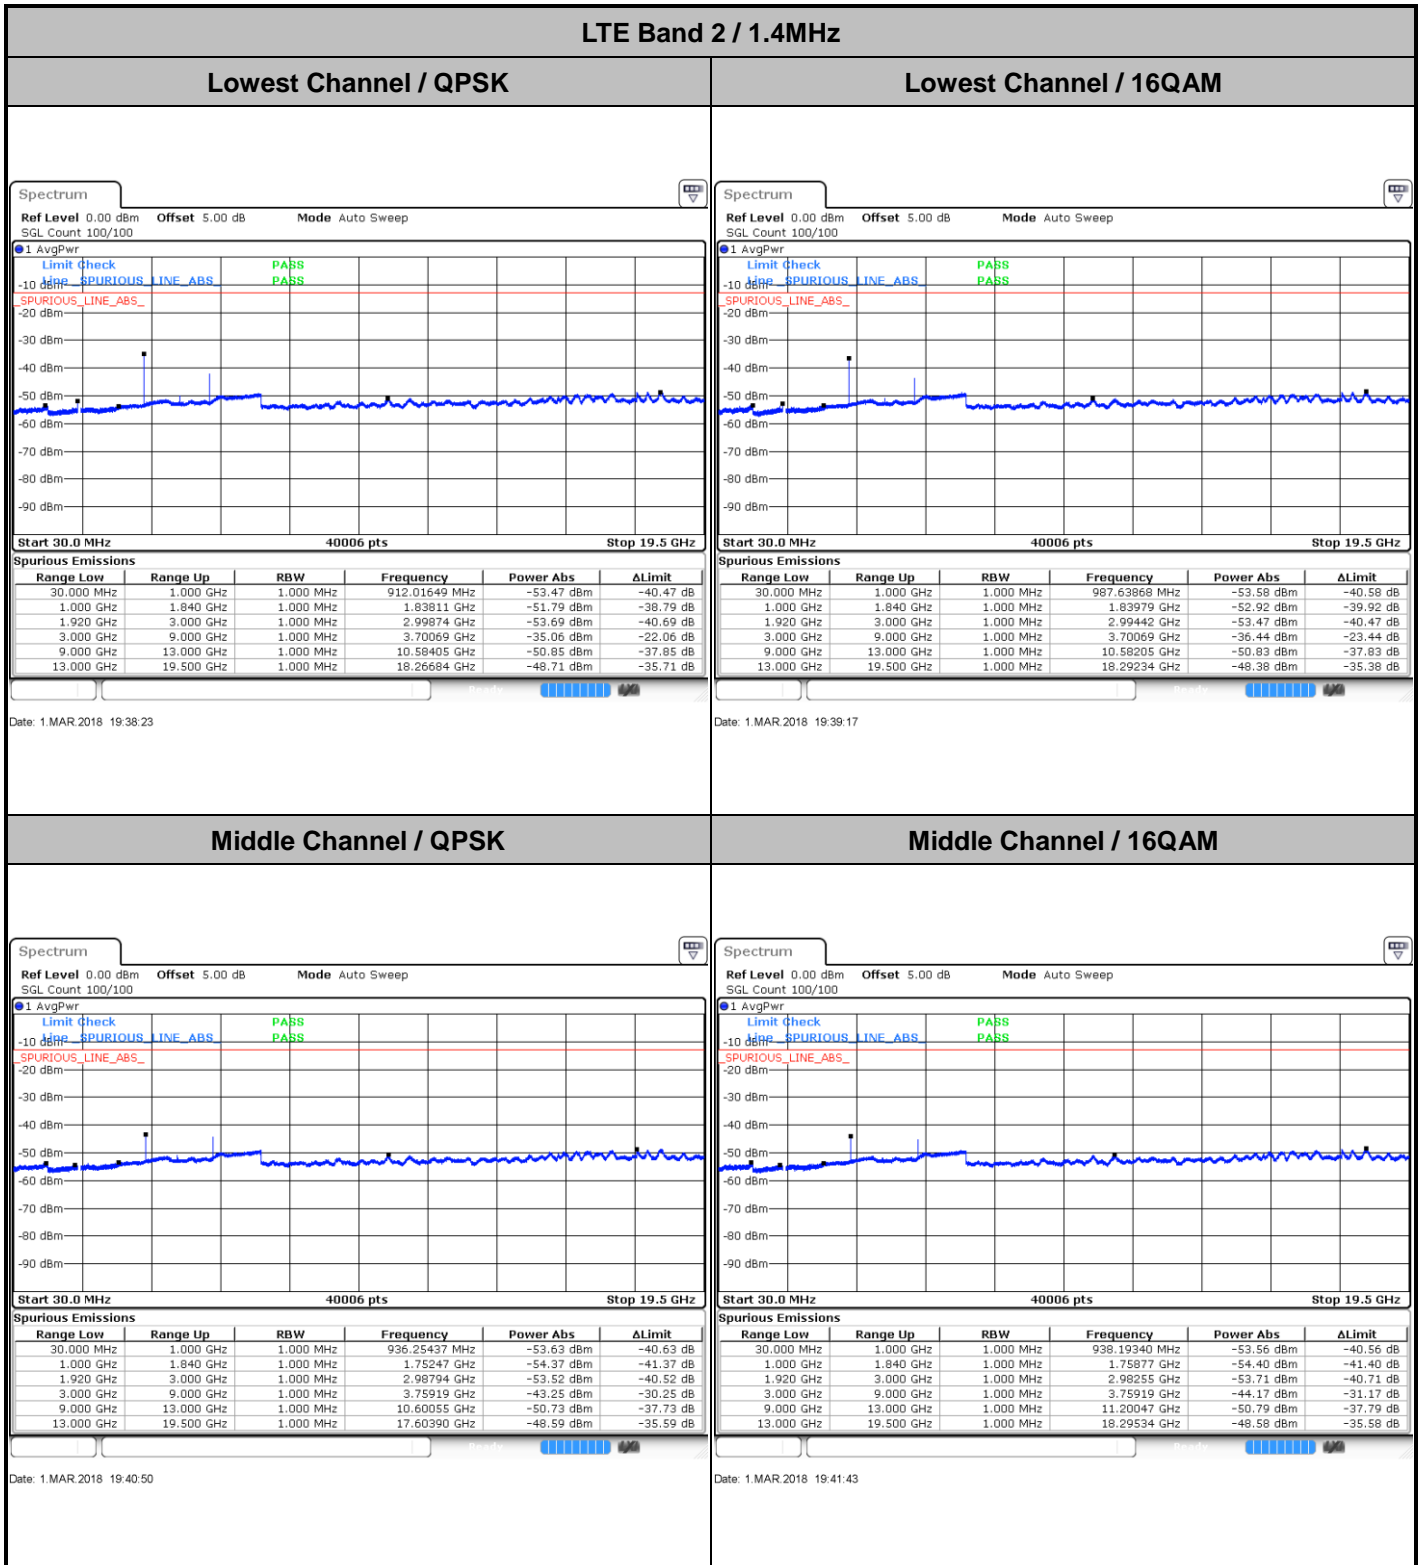 LTE Band 2 / 1.4MHz
Lowest Channel / QPSK
Lowest Channel / 16QAM
Spectrum
Ref Level 0.00 dBm Offset 5.00 dB Mode Auto Sweep
SGL Count 100/100
1 AvgPwr
Limit Check PASS
Line _SPURIOUS_LINE_ABS_ PASS
-10 dBm
_SPURIOUS_LINE_ABS_
-20 dBm
-30 dBm
-40 dBm
-50 dBm
-60 dBm
-70 dBm
-80 dBm
-90 dBm
Start 30.0 MHz 40006 pts Stop 19.5 GHz
Spurious Emissions
Range Low Range Up RBW Frequency Power Abs ΔLimit
30.000 MHz 1.000 GHz 1.000 MHz 912.01649 MHz -53.47 dBm -40.47 dB
1.000 GHz 1.840 GHz 1.000 MHz 1.83811 GHz -51.79 dBm -38.79 dB
1.920 GHz 3.000 GHz 1.000 MHz 2.99874 GHz -53.69 dBm -40.69 dB
3.000 GHz 9.000 GHz 1.000 MHz 3.70069 GHz -35.06 dBm -22.06 dB
9.000 GHz 13.000 GHz 1.000 MHz 10.58405 GHz -50.85 dBm -37.85 dB
13.000 GHz 19.500 GHz 1.000 MHz 18.26684 GHz -48.71 dBm -35.71 dB
Ready
Date: 1.MAR.2018 19:38:23
Spectrum
Ref Level 0.00 dBm Offset 5.00 dB Mode Auto Sweep
SGL Count 100/100
1 AvgPwr
Limit Check PASS
Line _SPURIOUS_LINE_ABS_ PASS
-10 dBm
_SPURIOUS_LINE_ABS_
-20 dBm
-30 dBm
-40 dBm
-50 dBm
-60 dBm
-70 dBm
-80 dBm
-90 dBm
Start 30.0 MHz 40006 pts Stop 19.5 GHz
Spurious Emissions
Range Low Range Up RBW Frequency Power Abs ΔLimit
30.000 MHz 1.000 GHz 1.000 MHz 987.63868 MHz -53.58 dBm -40.58 dB
1.000 GHz 1.840 GHz 1.000 MHz 1.83979 GHz -52.92 dBm -39.92 dB
1.920 GHz 3.000 GHz 1.000 MHz 2.99442 GHz -53.47 dBm -40.47 dB
3.000 GHz 9.000 GHz 1.000 MHz 3.70069 GHz -36.44 dBm -23.44 dB
9.000 GHz 13.000 GHz 1.000 MHz 10.58205 GHz -50.83 dBm -37.83 dB
13.000 GHz 19.500 GHz 1.000 MHz 18.29234 GHz -48.38 dBm -35.38 dB
Ready
Date: 1.MAR.2018 19:39:17
Middle Channel / QPSK
Middle Channel / 16QAM
Spectrum
Ref Level 0.00 dBm Offset 5.00 dB Mode Auto Sweep
SGL Count 100/100
1 AvgPwr
Limit Check PASS
Line _SPURIOUS_LINE_ABS_ PASS
-10 dBm
_SPURIOUS_LINE_ABS_
-20 dBm
-30 dBm
-40 dBm
-50 dBm
-60 dBm
-70 dBm
-80 dBm
-90 dBm
Start 30.0 MHz 40006 pts Stop 19.5 GHz
Spurious Emissions
Range Low Range Up RBW Frequency Power Abs ΔLimit
30.000 MHz 1.000 GHz 1.000 MHz 936.25437 MHz -53.63 dBm -40.63 dB
1.000 GHz 1.840 GHz 1.000 MHz 1.75247 GHz -54.37 dBm -41.37 dB
1.920 GHz 3.000 GHz 1.000 MHz 2.98794 GHz -53.52 dBm -40.52 dB
3.000 GHz 9.000 GHz 1.000 MHz 3.75919 GHz -43.25 dBm -30.25 dB
9.000 GHz 13.000 GHz 1.000 MHz 10.60055 GHz -50.73 dBm -37.73 dB
13.000 GHz 19.500 GHz 1.000 MHz 17.60390 GHz -48.59 dBm -35.59 dB
Ready
Date: 1.MAR.2018 19:40:50
Spectrum
Ref Level 0.00 dBm Offset 5.00 dB Mode Auto Sweep
SGL Count 100/100
1 AvgPwr
Limit Check PASS
Line _SPURIOUS_LINE_ABS_ PASS
-10 dBm
_SPURIOUS_LINE_ABS_
-20 dBm
-30 dBm
-40 dBm
-50 dBm
-60 dBm
-70 dBm
-80 dBm
-90 dBm
Start 30.0 MHz 40006 pts Stop 19.5 GHz
Spurious Emissions
Range Low Range Up RBW Frequency Power Abs ΔLimit
30.000 MHz 1.000 GHz 1.000 MHz 938.19340 MHz -53.56 dBm -40.56 dB
1.000 GHz 1.840 GHz 1.000 MHz 1.75877 GHz -54.40 dBm -41.40 dB
1.920 GHz 3.000 GHz 1.000 MHz 2.98255 GHz -53.71 dBm -40.71 dB
3.000 GHz 9.000 GHz 1.000 MHz 3.75919 GHz -44.17 dBm -31.17 dB
9.000 GHz 13.000 GHz 1.000 MHz 11.20047 GHz -50.79 dBm -37.79 dB
13.000 GHz 19.500 GHz 1.000 MHz 18.29534 GHz -48.58 dBm -35.58 dB
Ready
Date: 1.MAR.2018 19:41:43